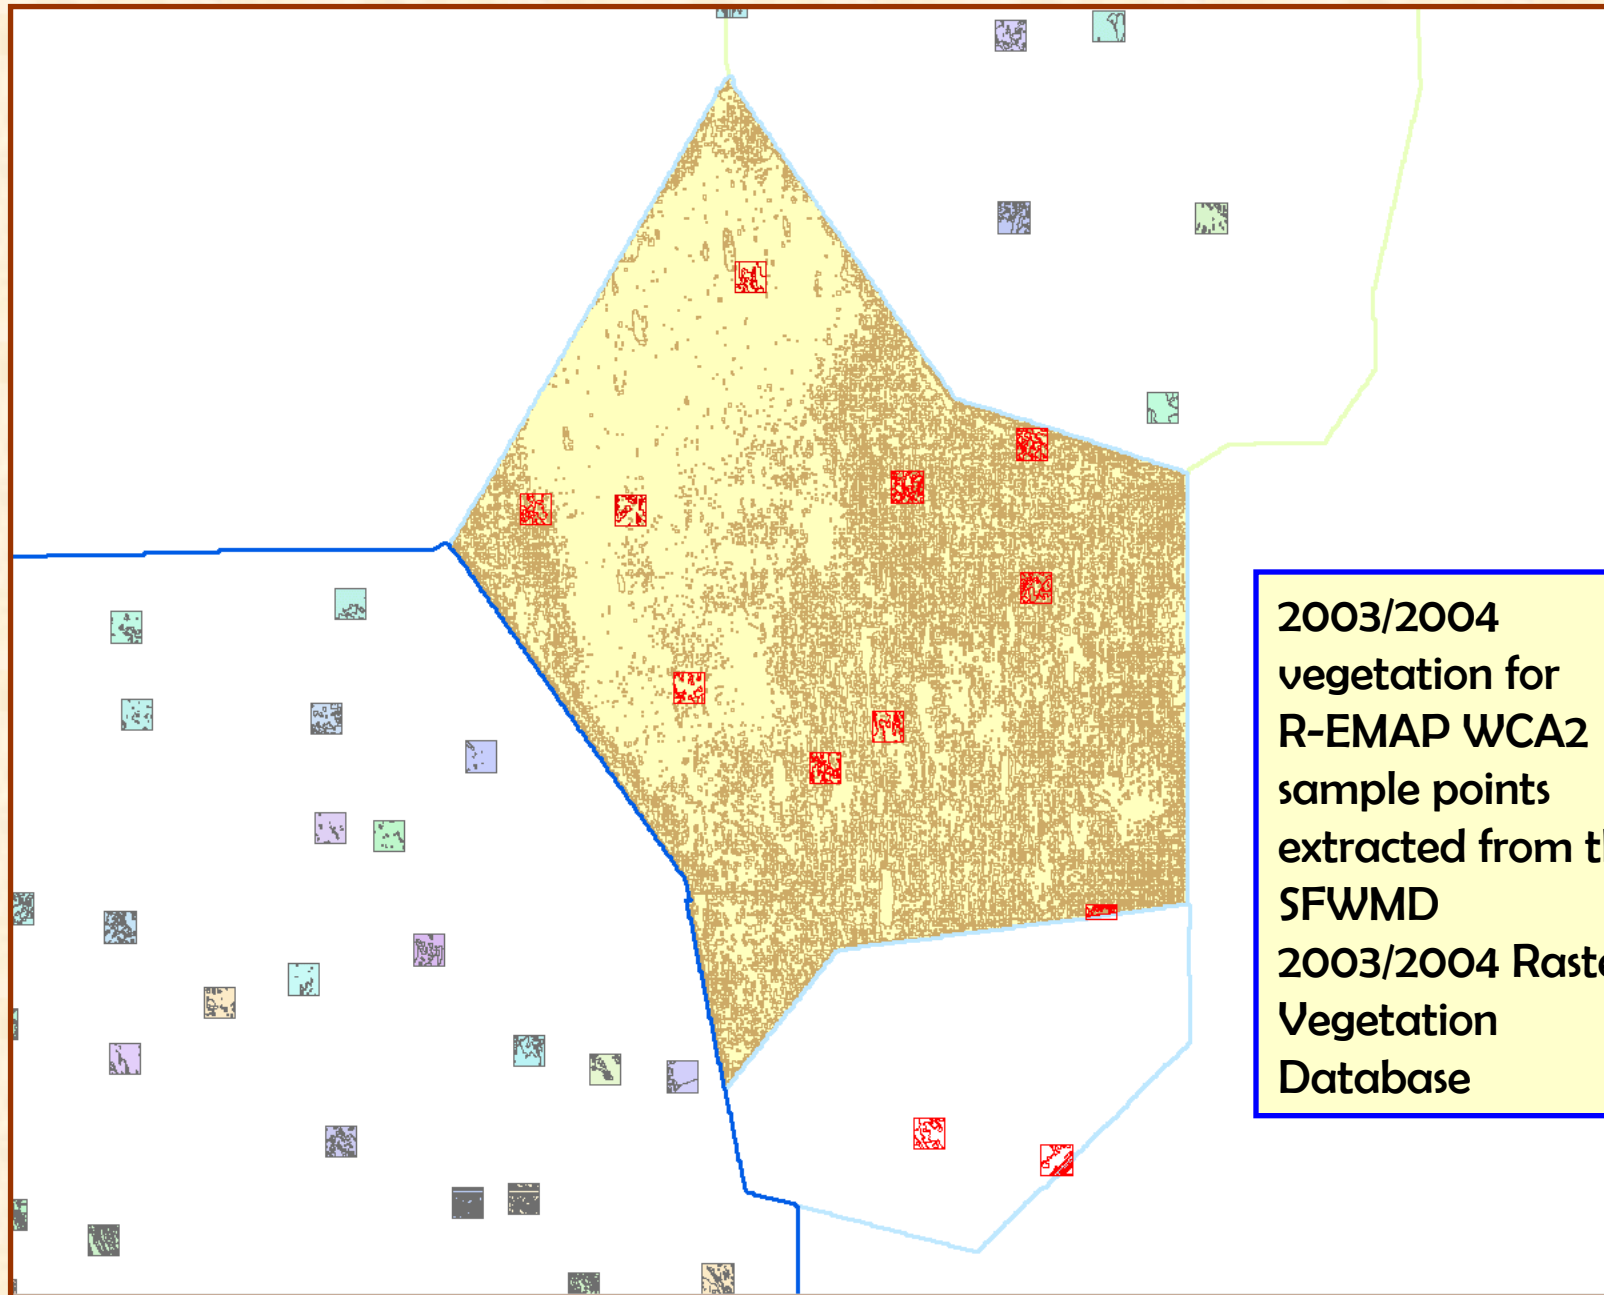 2003/2004
vegetation for
R-EMAP WCA2
sample points
extracted from
SFWMD
2003/2004
Vegetation
Database